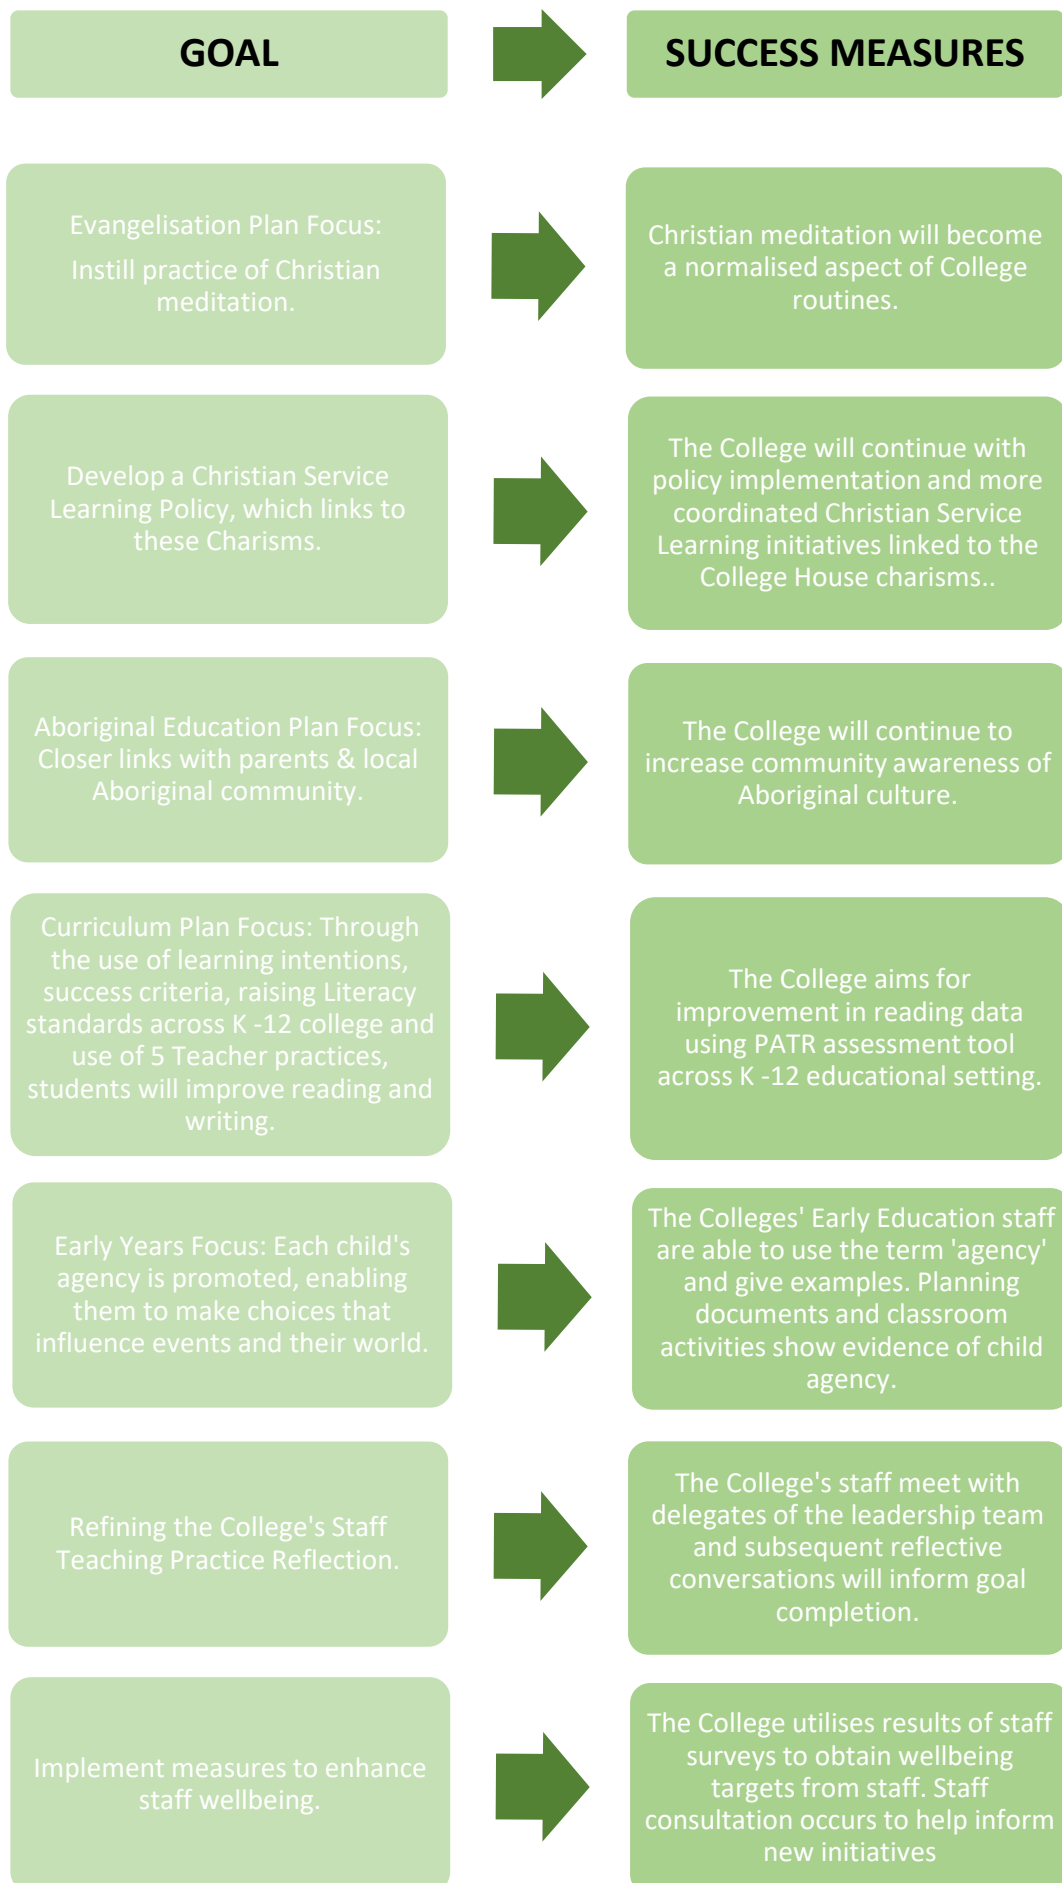 GOAL
SUCCESS MEASURES
Evangelisation Plan Focus:
Instill practice of Christian
meditation.
Christian meditation will become
a normalised aspect of College
routines.
Develop a Christian Service
Learning Policy, which links to
these Charisms.
The College will continue with
policy implementation and more
coordinated Christian Service
Learning initiatives linked to the
College House charisms..
Aboriginal Education Plan Focus:
Closer links with parents & local
Aboriginal community.
The College will continue to
increase community awareness of
Aboriginal culture.
Curriculum Plan Focus: Through
the use of learning intentions,
success criteria, raising Literacy
standards across K -12 college and
use of 5 Teacher practices,
students will improve reading and
writing.
The College aims for
improvement in reading data
using PATR assessment tool
across K -12 educational setting.
Early Years Focus: Each child's
agency is promoted, enabling
them to make choices that
influence events and their world.
The Colleges' Early Education staff
are able to use the term 'agency'
and give examples. Planning
documents and classroom
activities show evidence of child
agency.
Refining the College's Staff
Teaching Practice Reflection.
The College's staff meet with
delegates of the leadership team
and subsequent reflective
conversations will inform goal
completion.
Implement measures to enhance
staff wellbeing.
The College utilises results of staff
surveys to obtain wellbeing
targets from staff. Staff
consultation occurs to help inform
new initiatives